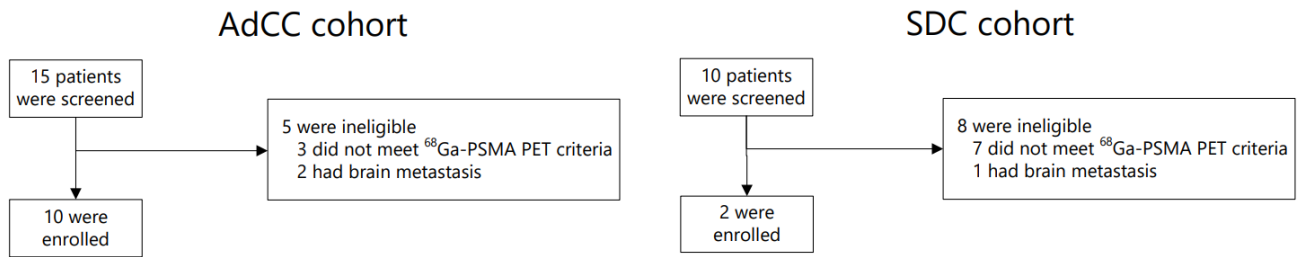 AdCC cohort
15 patients
were screened
5 were ineligible
3 did not meet ⁶⁸Ga-PSMA PET criteria
2 had brain metastasis
10 were
enrolled
SDC cohort
10 patients
were screened
8 were ineligible
7 did not meet ⁶⁸Ga-PSMA PET criteria
1 had brain metastasis
2 were
enrolled